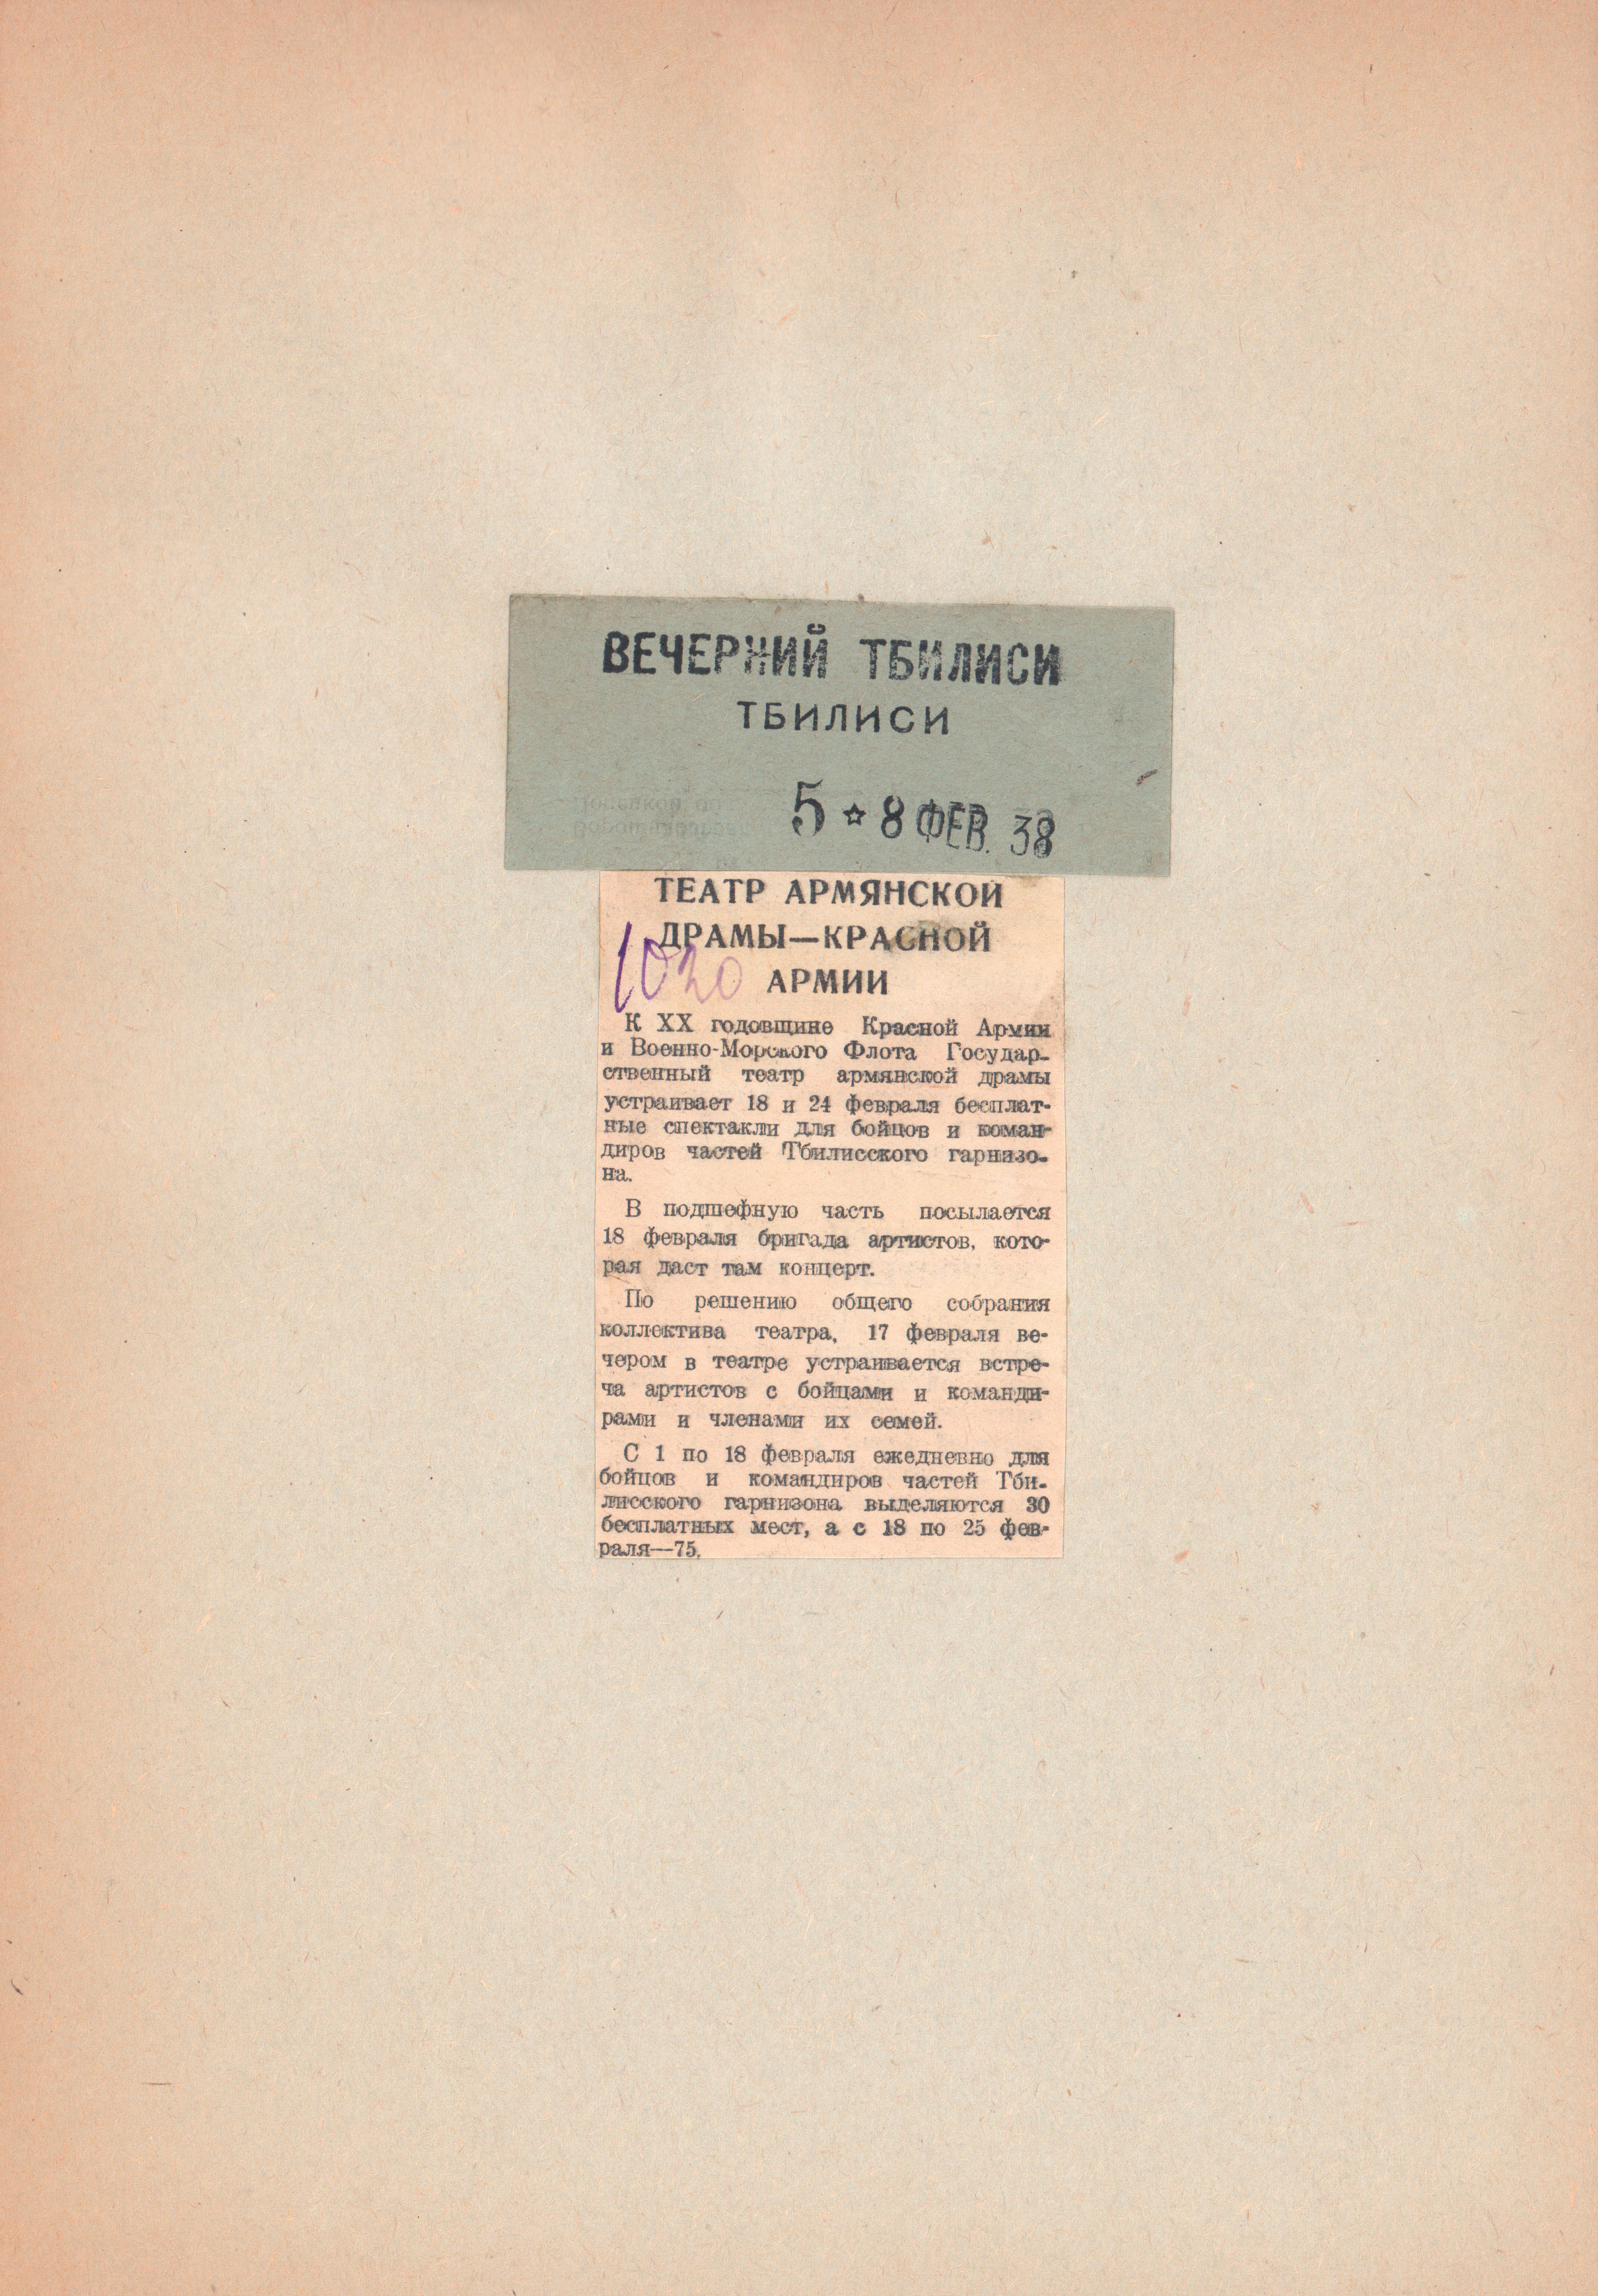 ВЕЧЕРНИЙ ТБИЛИСИ
ТБИЛИСИ
5 ☆ 8 ФЕВ. 38
ТЕАТР АРМЯНСКОЙ
ДРАМЫ—КРАСНОЙ
АРМИИ
К XX годовщине Красной Армии
и Военно-Морского Флота Государ-
ственный театр армянской драмы
устраивает 18 и 24 февраля бесплат-
ные спектакли для бойцов и коман-
диров частей Тбилисского гарнизо-
на.
В подшефную часть посылается
18 февраля бригада артистов, кото-
рая даст там концерт.
По решению общего собрания
коллектива театра, 17 февраля ве-
чером в театре устраивается встре-
ча артистов с бойцами и команди-
рами и членами их семей.
С 1 по 18 февраля ежедневно для
бойцов и командиров частей Тби-
лисского гарнизона выделяются 30
бесплатных мест, а с 18 по 25 фев-
раля—75.